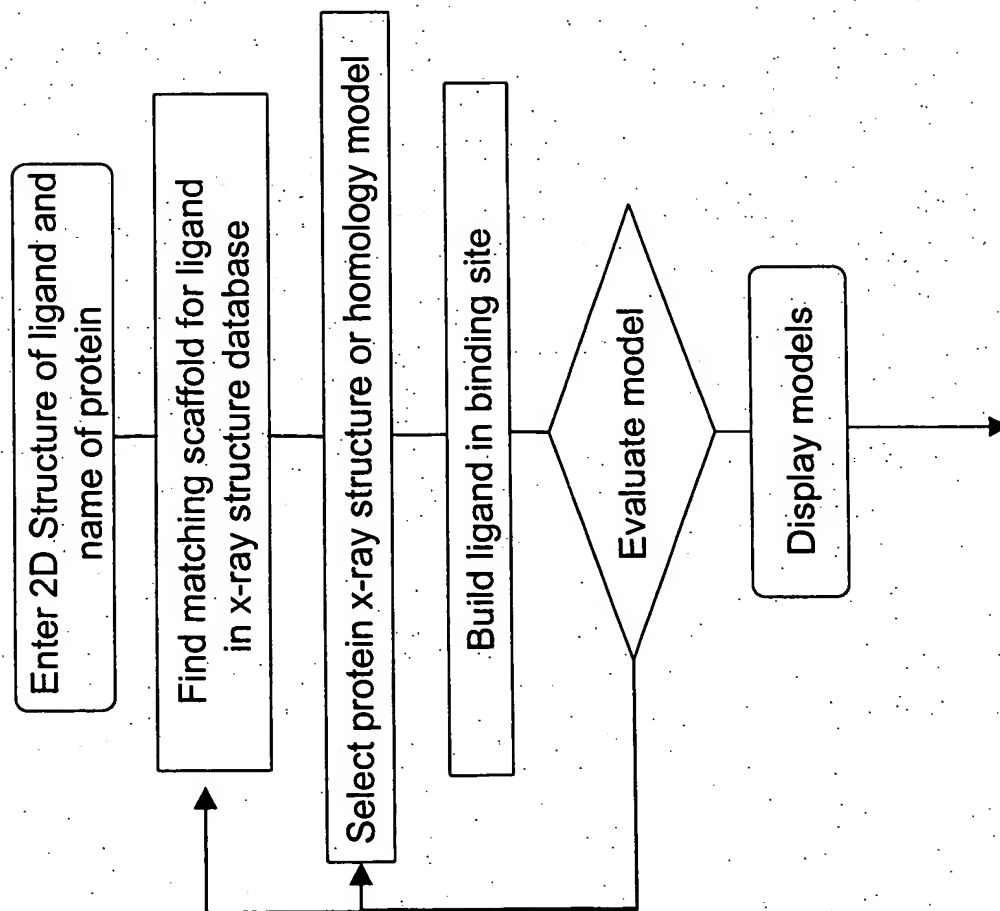 Enter 2D Structure of ligand and
name of protein
Find matching scaffold for ligand
in x-ray structure database
Select protein x-ray structure or homology model
Build ligand in binding site
Evaluate model
Display models